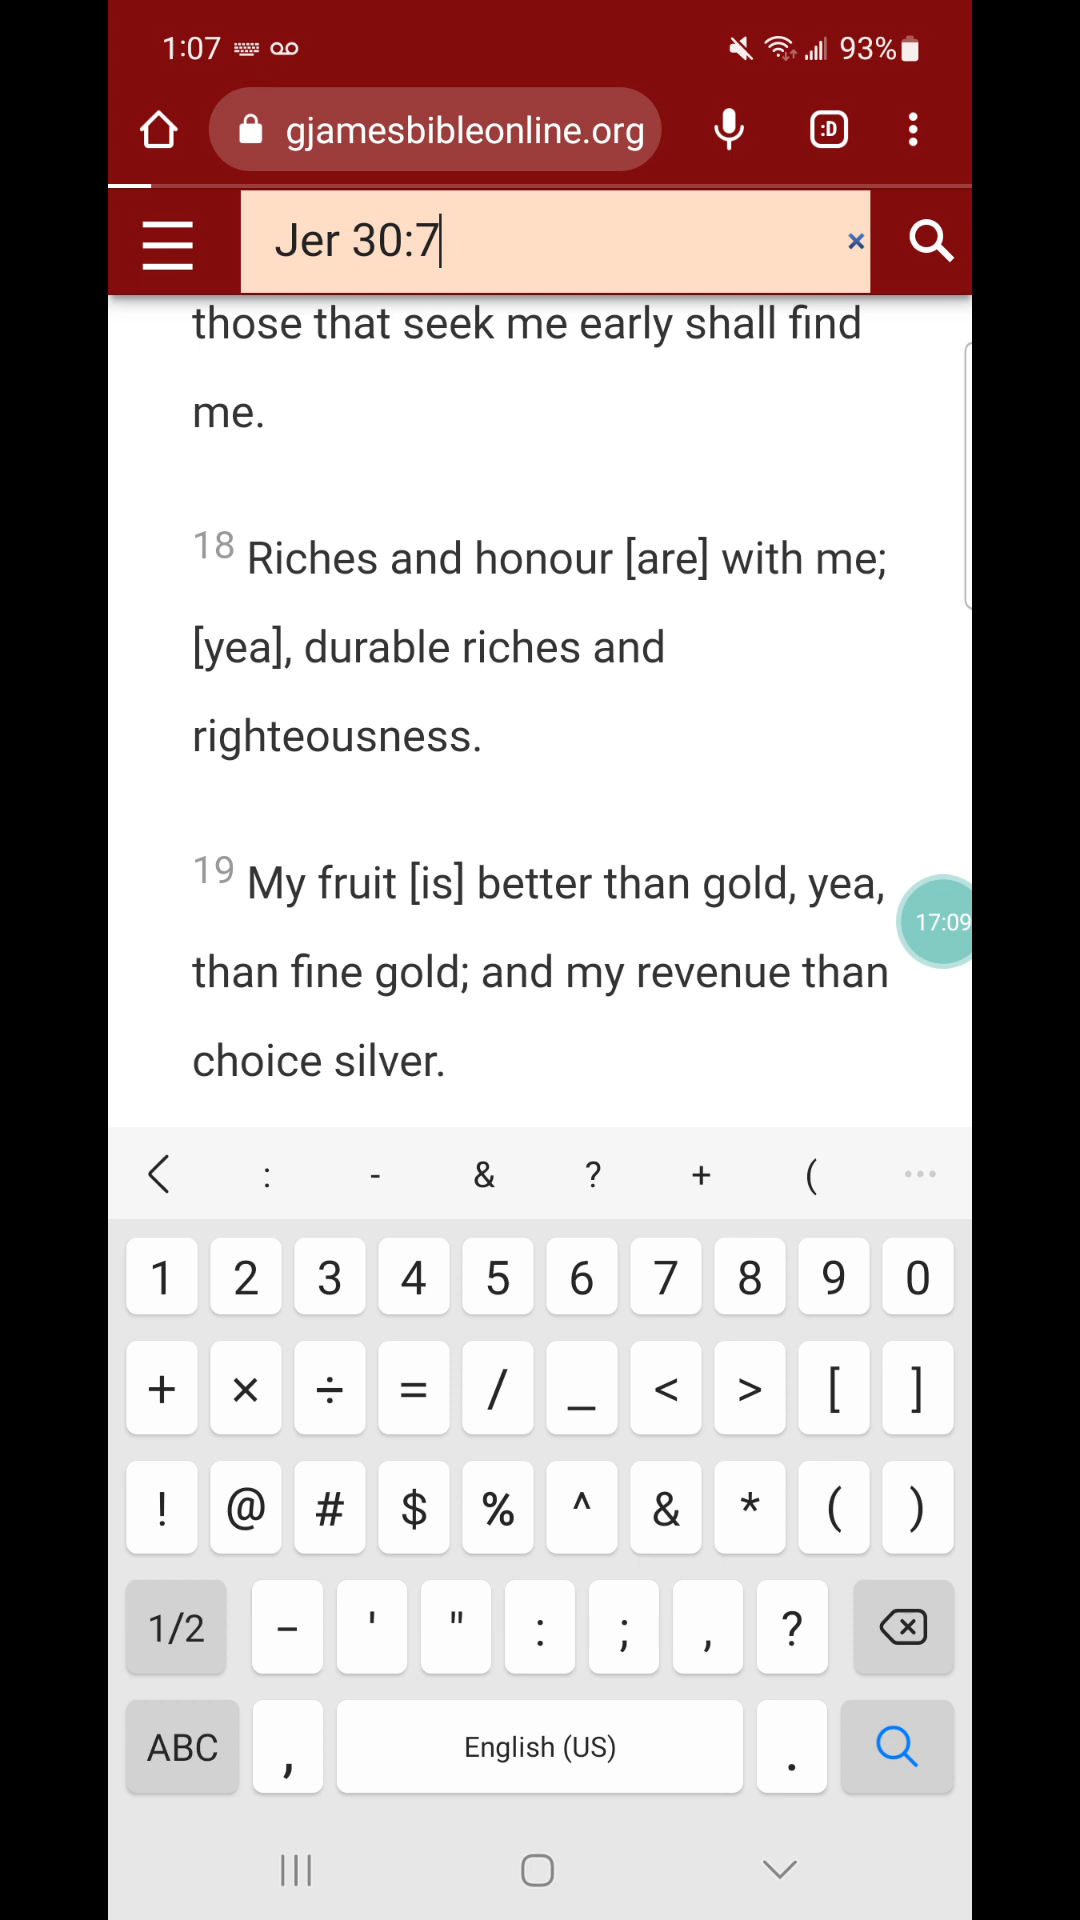 1:07 93%
gjamesbibleonline.org :D
Jer 30:7 ×
those that seek me early shall find
me.
18 Riches and honour [are] with me;
[yea], durable riches and
righteousness.
19 My fruit [is] better than gold, yea,
17:09
than fine gold; and my revenue than
choice silver.
: - & ? + ( ...
1 2 3 4 5 6 7 8 9 0
+ × ÷ = / _ < > [ ]
! @ # $ % ^ & * ( )
1/2 - ' " : ; , ?
ABC , English (US) .